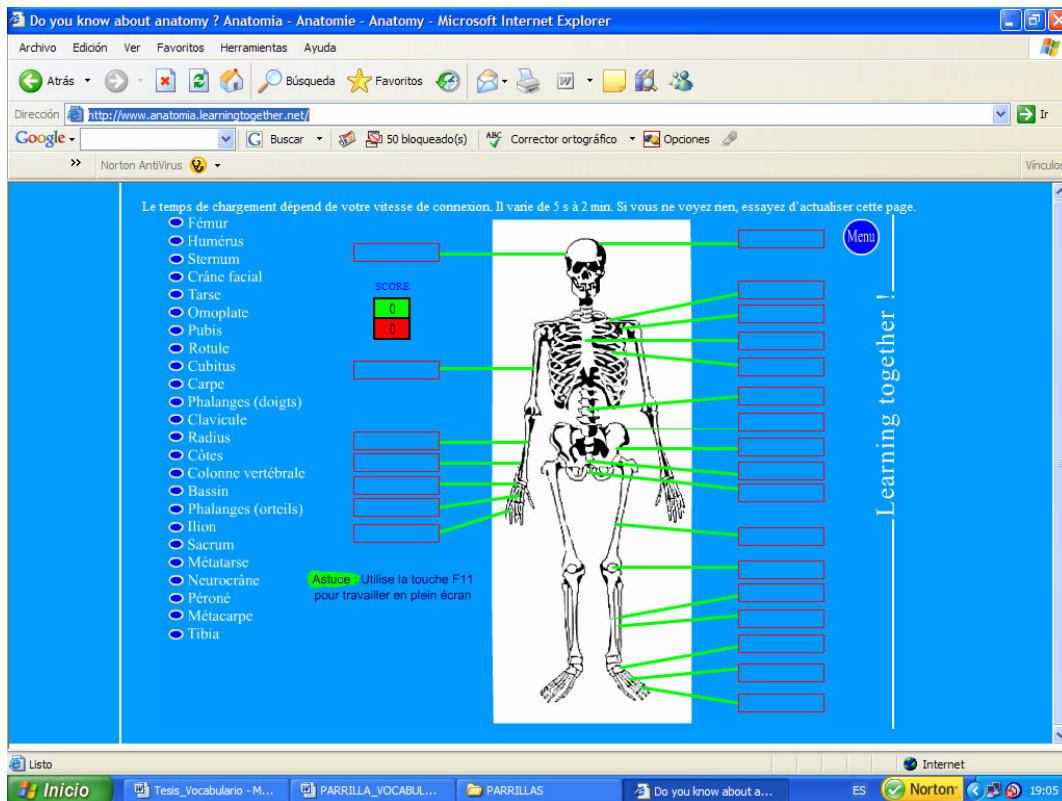 Do you know about anatomy ? Anatomia - Anatomie - Anatomy - Microsoft Internet Explorer
Archivo Edición Ver Favoritos Herramientas Ayuda
Atrás Búsqueda Favoritos
Dirección http://www.anatomia.learningtogether.net/ Ir
Google Buscar 50 bloqueado(s) ABC Corrector ortográfico Opciones
» Norton AntiVirus Vínculos
Le temps de chargement dépend de votre vitesse de connexion. Il varie de 5 s à 2 min. Si vous ne voyez rien, essayez d'actualiser cette page.
Fémur
Humérus
Sternum
Crâne facial
Tarse
Omoplate
Pubis
Rotule
Cubitus
Carpe
Phalanges (doigts)
Clavicule
Radius
Côtes
Colonne vertébrale
Bassin
Phalanges (orteils)
Ilion
Sacrum
Métatarse
Neurocrâne
Péroné
Métacarpe
Tibia
SCORE
0
0
Astuce : Utilise la touche F11
pour travailler en plein écran
Menu
Learning together !
Listo Internet
Inicio Tesis_Vocabulario - M... PARRILLA_VOCABUL... PARRILLAS Do you know about a... ES Norton 19:05